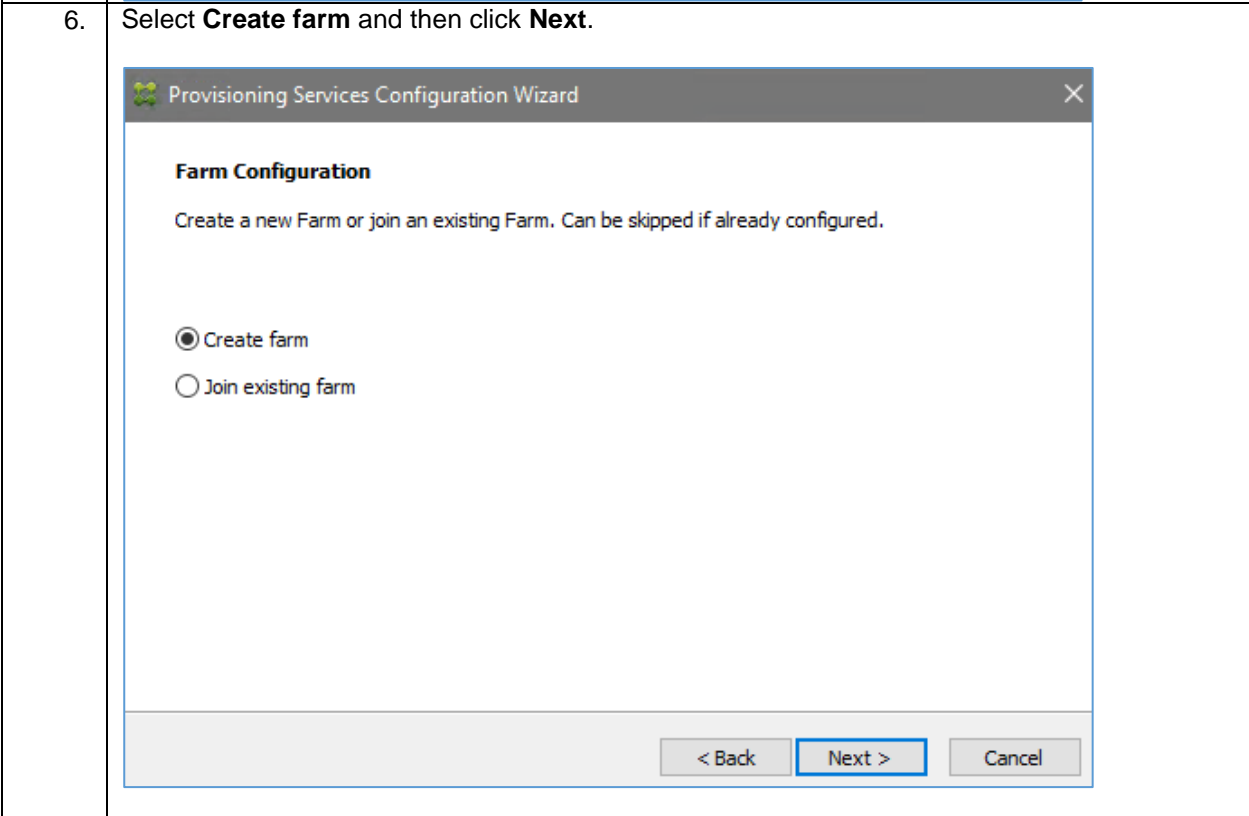 6.
Select Create farm and then click Next.
Provisioning Services Configuration Wizard
Farm Configuration
Create a new Farm or join an existing Farm. Can be skipped if already configured.
Create farm
Join existing farm
< Back Next > Cancel